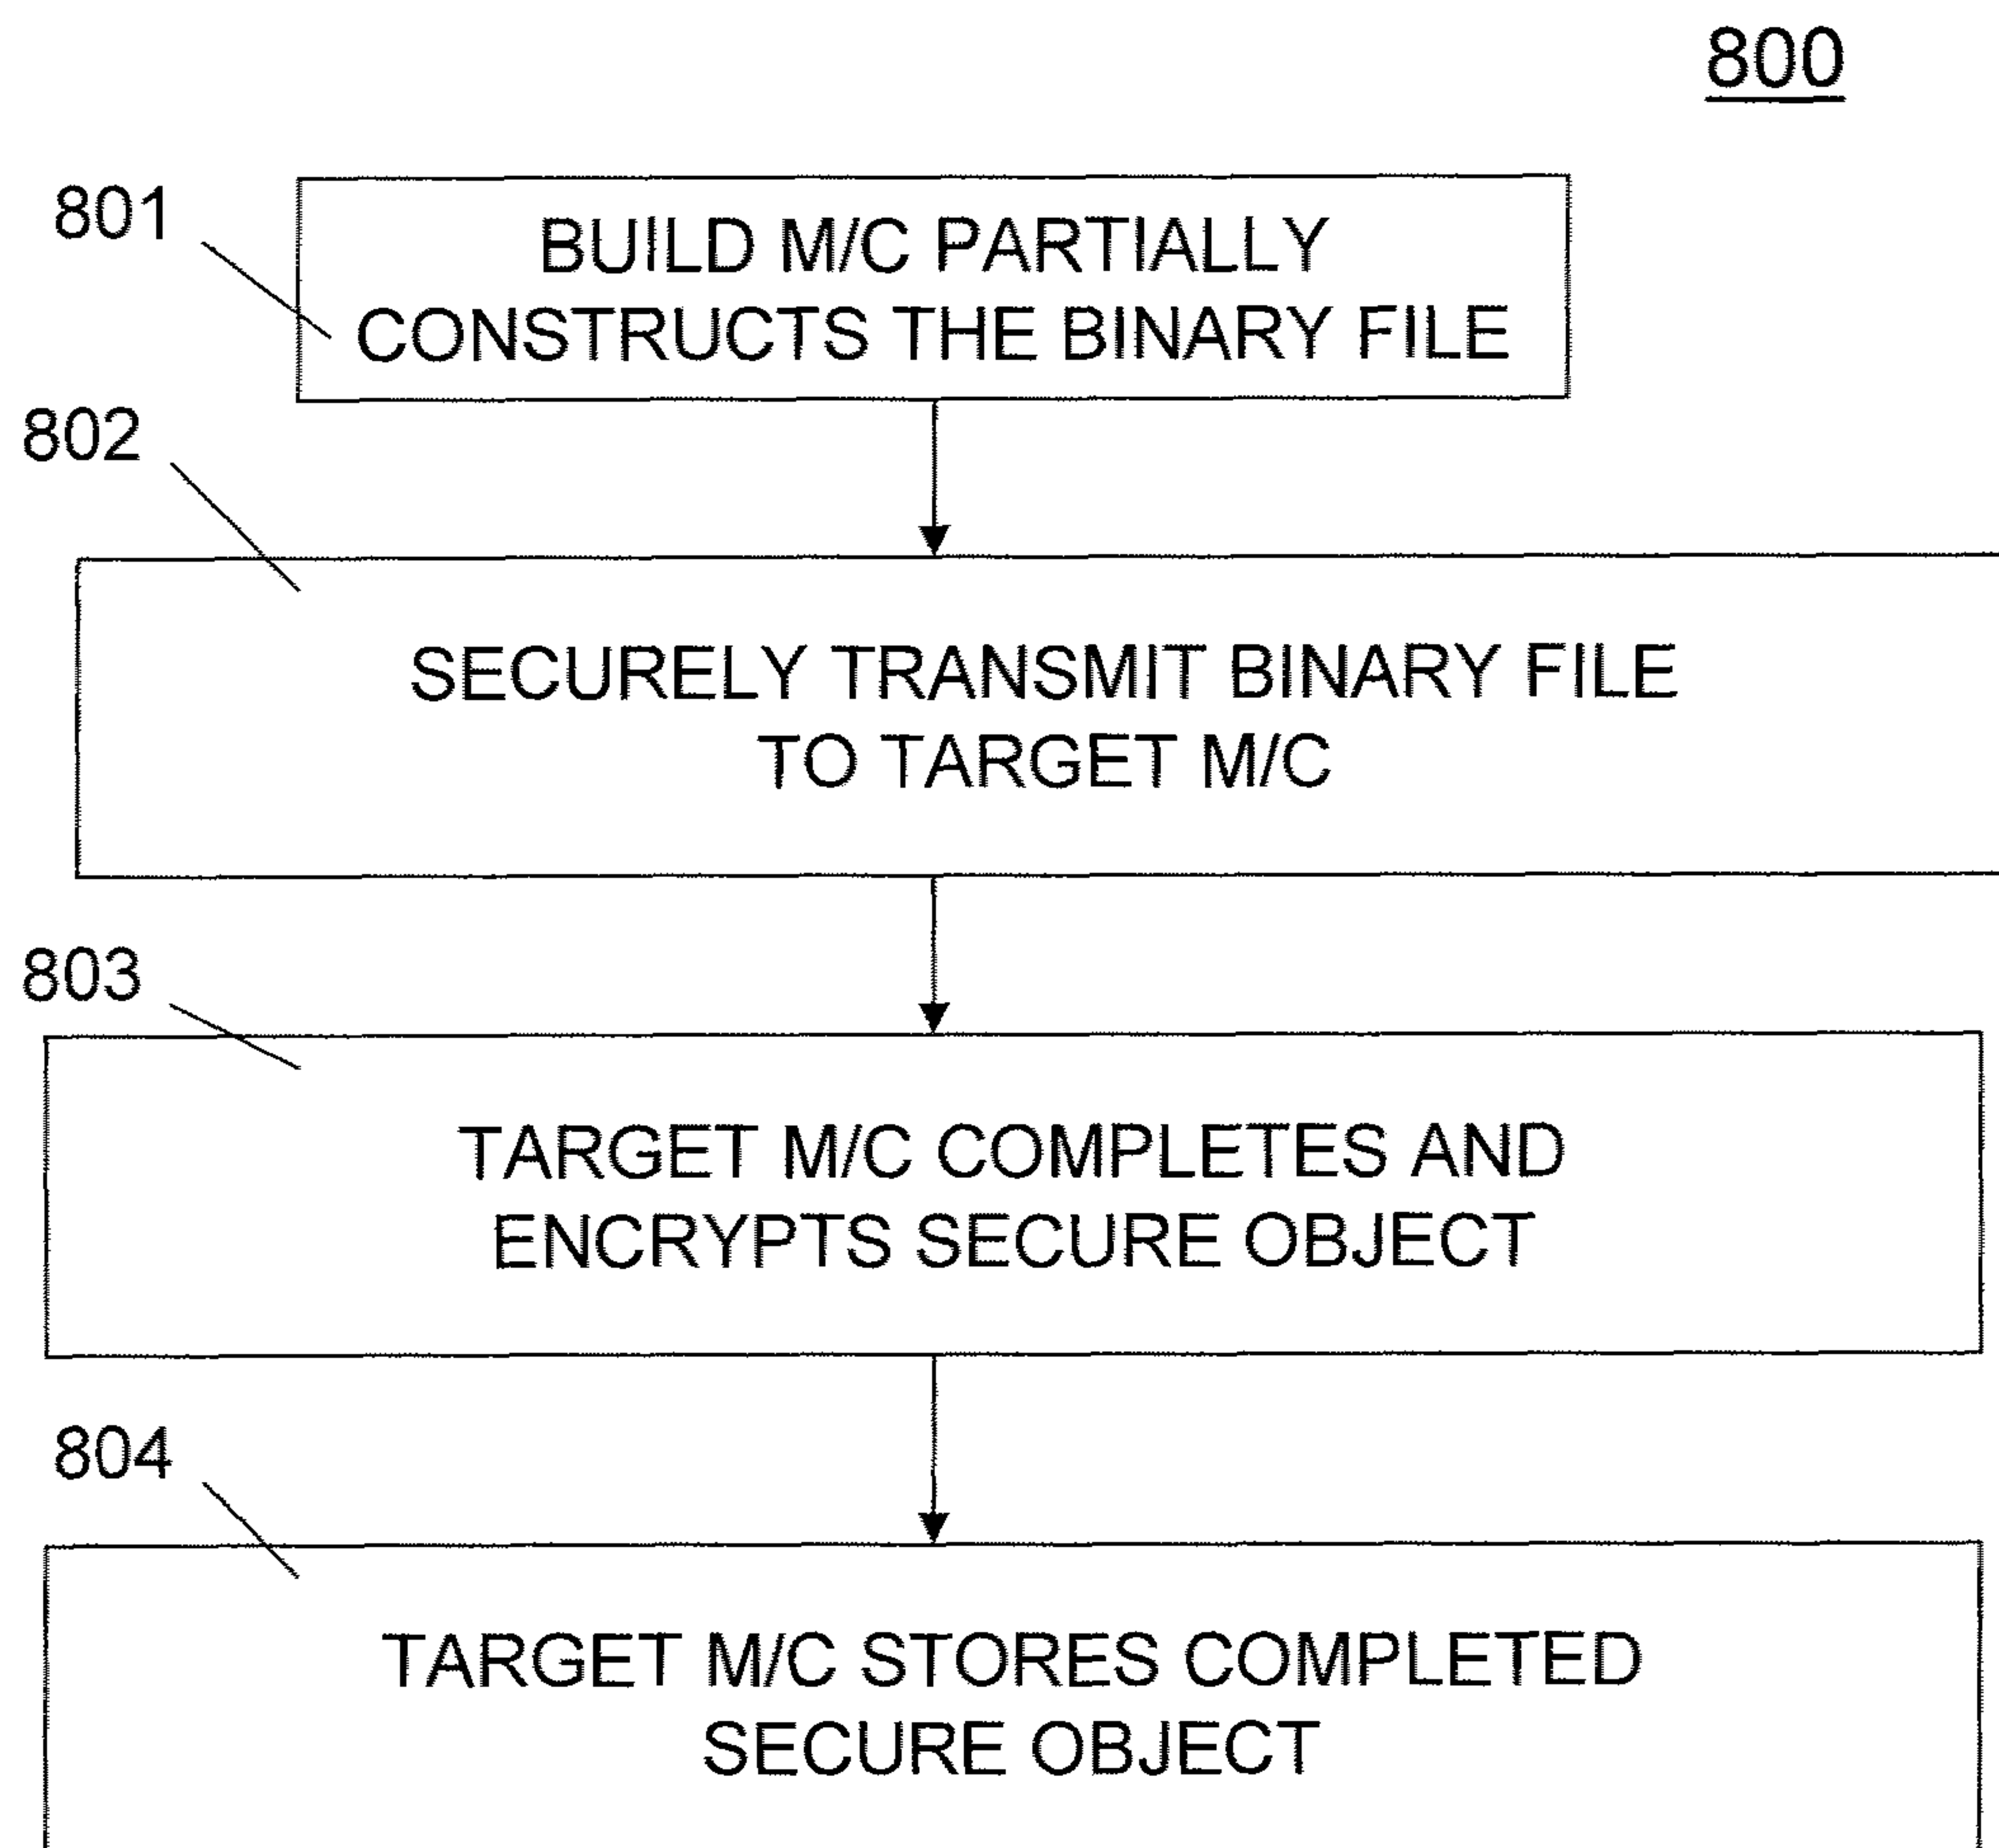 800
801
BUILD M/C PARTIALLY
CONSTRUCTS THE BINARY FILE
802
SECURELY TRANSMIT BINARY FILE
TO TARGET M/C
803
TARGET M/C COMPLETES AND
ENCRYPTS SECURE OBJECT
804
TARGET M/C STORES COMPLETED
SECURE OBJECT